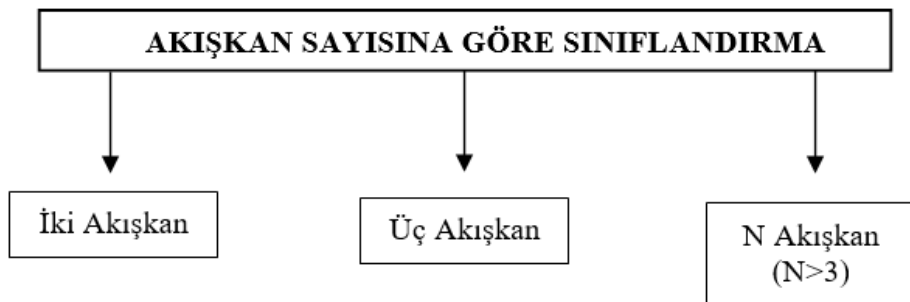 AKIŞKAN SAYISINA GÖRE SINIFLANDIRMA
İki Akışkan
Üç Akışkan
N Akışkan
(N>3)